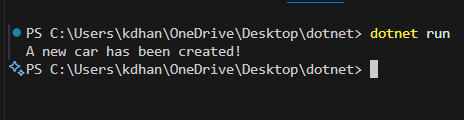 PS C:\Users\kdhan\OneDrive\Desktop\dotnet> dotnet run
A new car has been created!
PS C:\Users\kdhan\OneDrive\Desktop\dotnet>